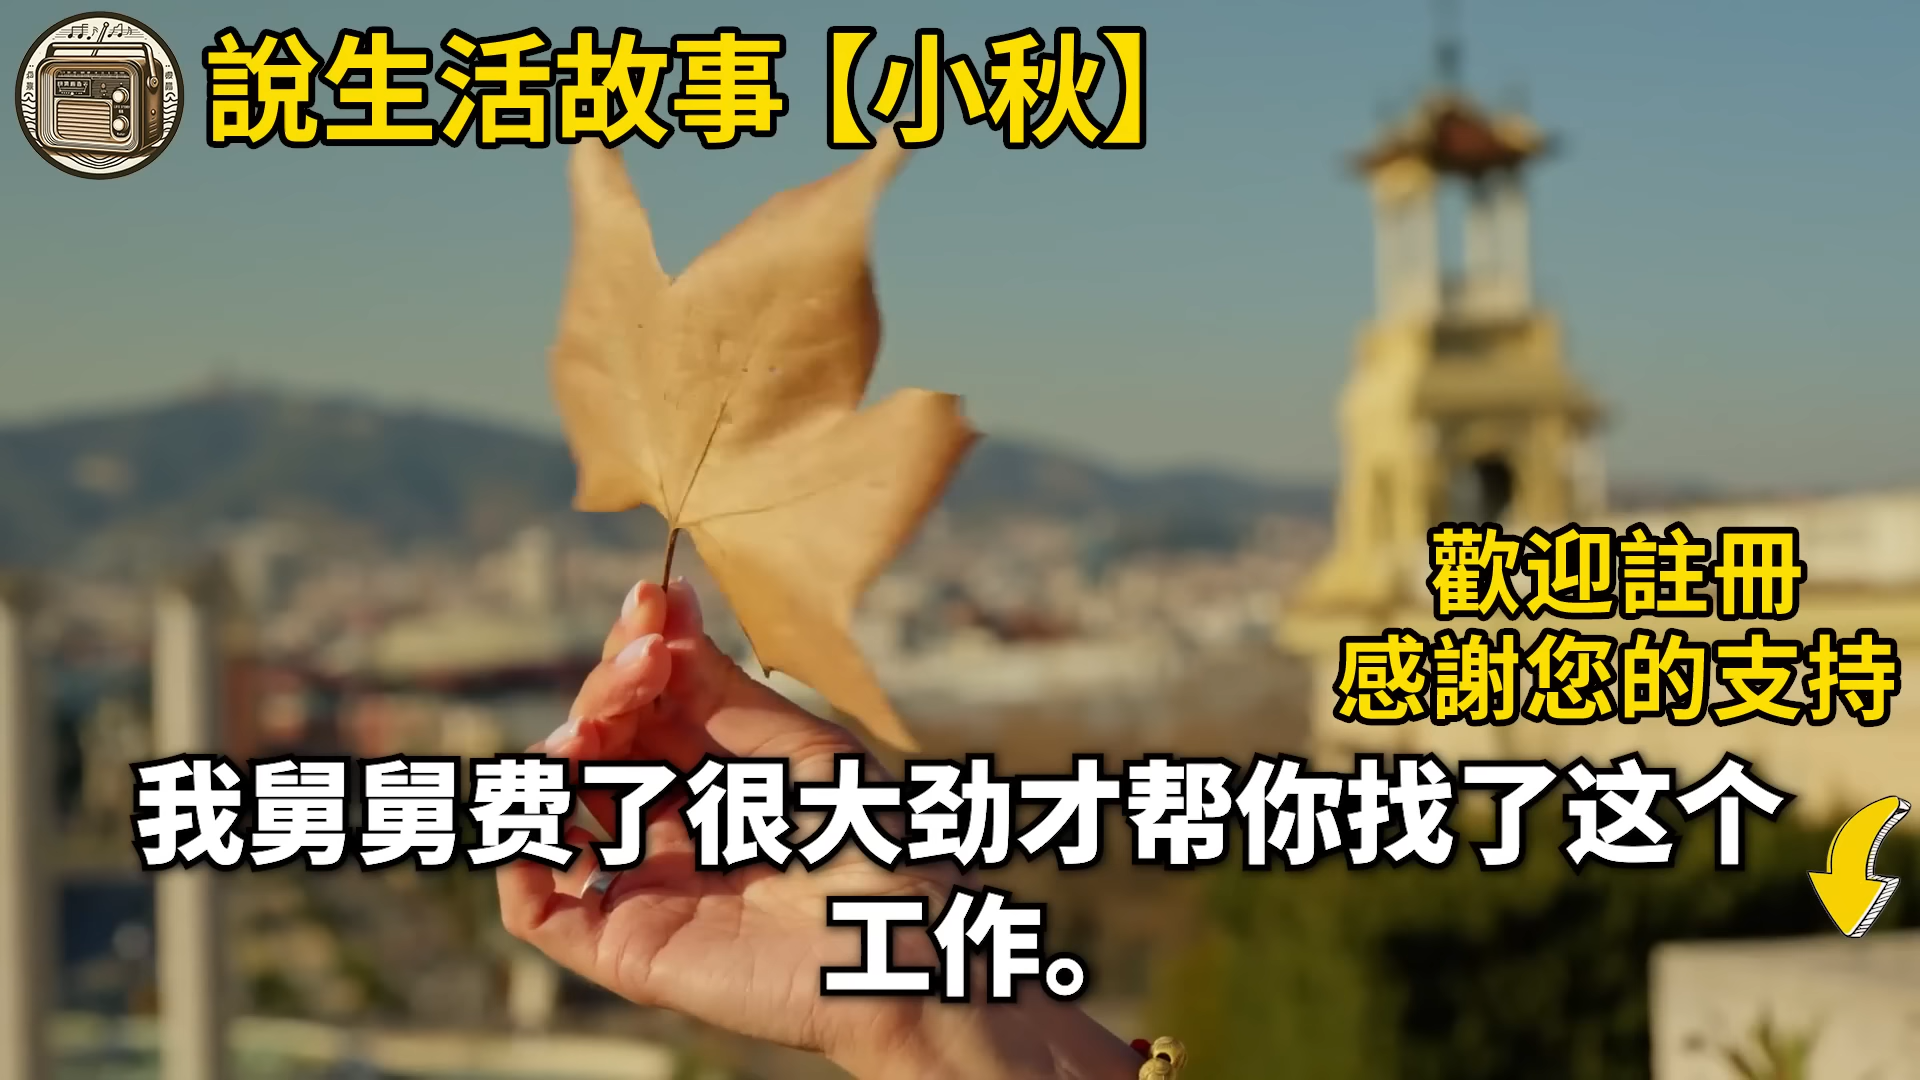 說生活故事【小秋】
歡迎註冊
感謝您的支持
我舅舅费了很大劲才帮你找了这个
工作。